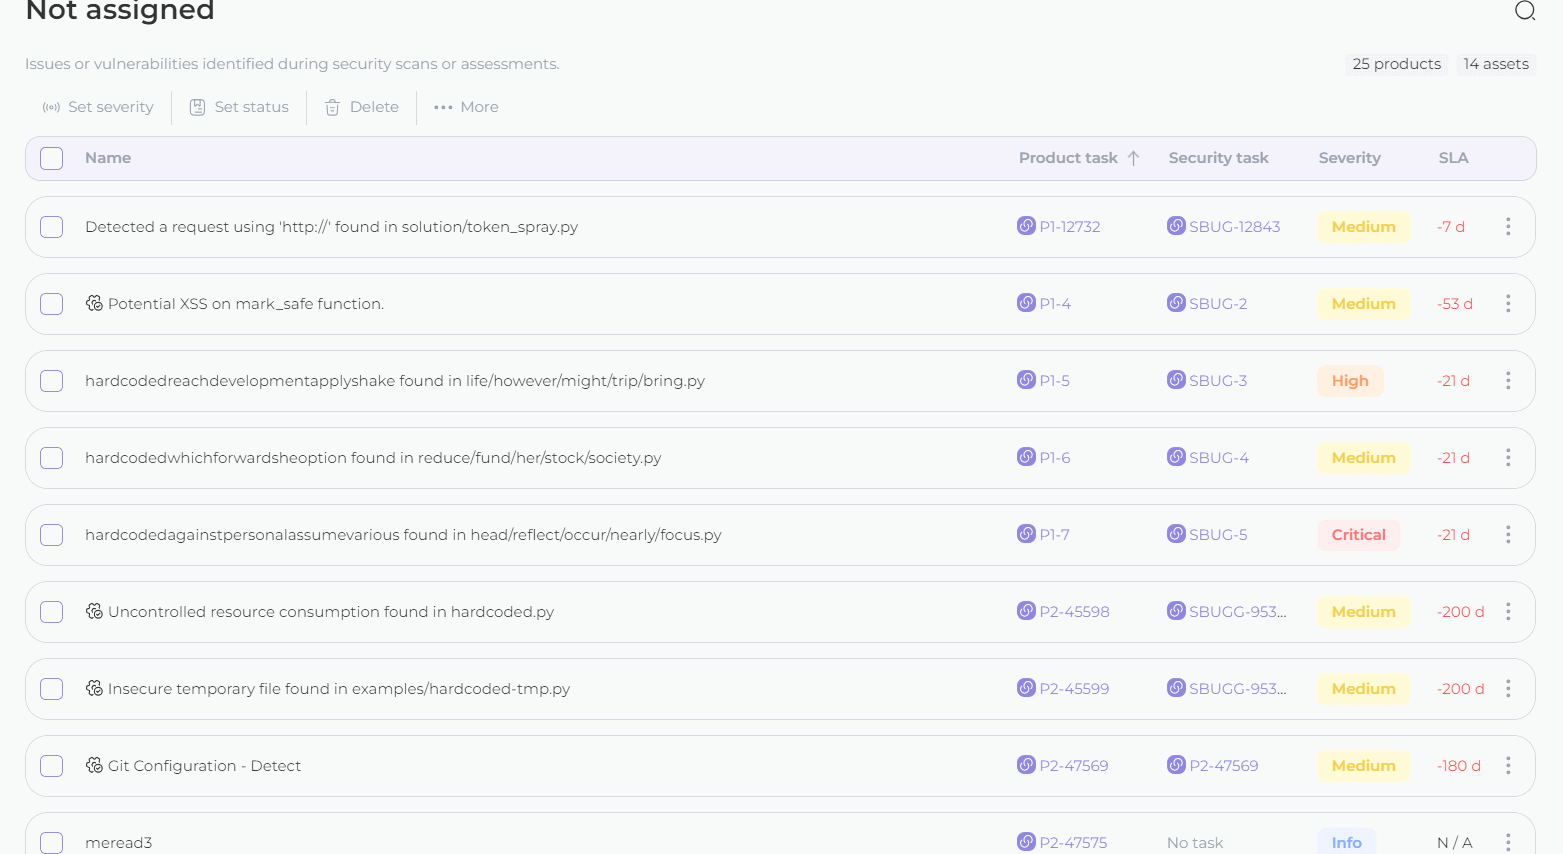 Not assigned
Issues or vulnerabilities identified during security scans or assessments. 25 products 14 assets
Set severity Set status Delete More
Name Product task Security task Severity SLA
Detected a request using 'http://' found in solution/token_spray.py P1-12732 SBUG-12843 Medium -7 d
Potential XSS on mark_safe function. P1-4 SBUG-2 Medium -53 d
hardcodedreachdevelopmentapplyshake found in life/however/might/trip/bring.py P1-5 SBUG-3 High -21 d
hardcodedwhichforwardsheoption found in reduce/fund/her/stock/society.py P1-6 SBUG-4 Medium -21 d
hardcodedagainstpersonalassumevarious found in head/reflect/occur/nearly/focus.py P1-7 SBUG-5 Critical -21 d
Uncontrolled resource consumption found in hardcoded.py P2-45598 SBUGG-953... Medium -200 d
Insecure temporary file found in examples/hardcoded-tmp.py P2-45599 SBUGG-953... Medium -200 d
Git Configuration - Detect P2-47569 P2-47569 Medium -180 d
meread3 P2-47575 No task Info N / A